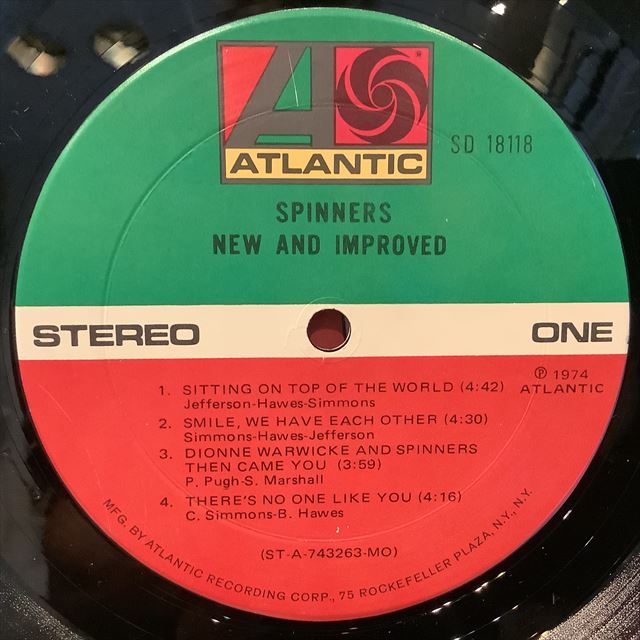 ATLANTIC
SD 18118
SPINNERS
NEW AND IMPROVED
STEREO
ONE
℗ 1974
ATLANTIC
1. SITTING ON TOP OF THE WORLD (4:42)
Jefferson-Hawes-Simmons
2. SMILE, WE HAVE EACH OTHER (4:30)
Simmons-Hawes-Jefferson
3. DIONNE WARWICKE AND SPINNERS
THEN CAME YOU (3:59)
P. Pugh-S. Marshall
4. THERE'S NO ONE LIKE YOU (4:16)
C. Simmons-B. Hawes
(ST-A-743263-MO)
MFG. BY ATLANTIC RECORDING CORP., 75 ROCKEFELLER PLAZA, N.Y., N.Y.